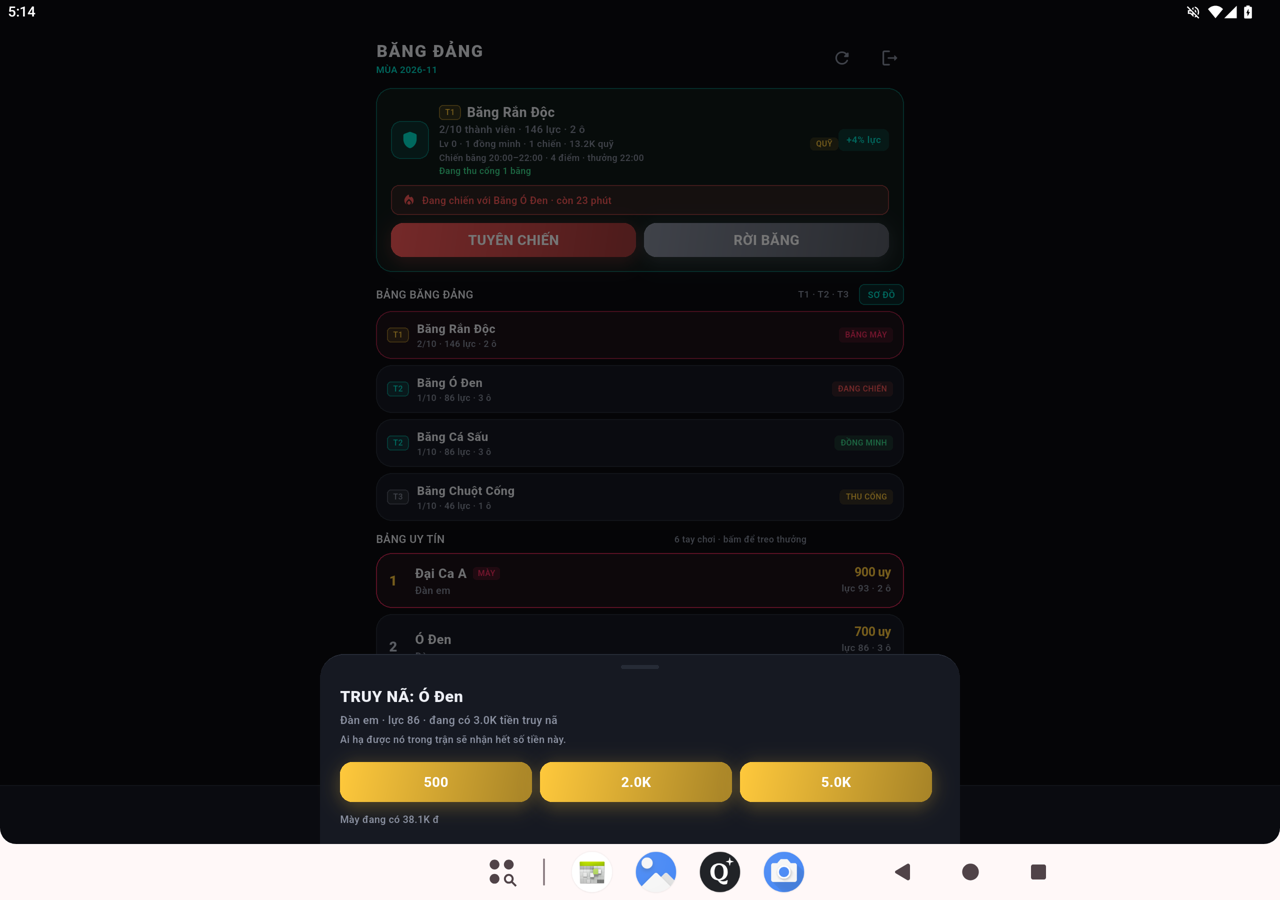 5:14
BĂNG ĐẢNG
MÙA 2026-11
T1 Băng Rắn Độc
2/10 thành viên · 146 lực · 2 ô
Lv 0 · 1 đồng minh · 1 chiến · 13.2K quỹ
QUỸ +4% lực
Chiến băng 20:00–22:00 · 4 điểm · thưởng 22:00
Đang thu cống 1 băng
Đang chiến với Băng Ó Đen · còn 23 phút
TUYÊN CHIẾN RỜI BĂNG
BẢNG BĂNG ĐẢNG T1 · T2 · T3 SƠ ĐỒ
T1 Băng Rắn Độc BĂNG MÀY
2/10 · 146 lực · 2 ô
T2 Băng Ó Đen ĐANG CHIẾN
1/10 · 86 lực · 3 ô
T2 Băng Cá Sấu ĐỒNG MINH
1/10 · 86 lực · 3 ô
T3 Băng Chuột Cống THU CỐNG
1/10 · 46 lực · 1 ô
BẢNG UY TÍN 6 tay chơi · bấm để treo thưởng
1 Đại Ca A MÀY 900 uy
Đàn em lực 93 · 2 ô
2 Ó Đen 700 uy
lực 86 · 3 ô
TRUY NÃ: Ó Đen
Đàn em · lực 86 · đang có 3.0K tiền truy nã
Ai hạ được nó trong trận sẽ nhận hết số tiền này.
500 2.0K 5.0K
Mày đang có 38.1K đ